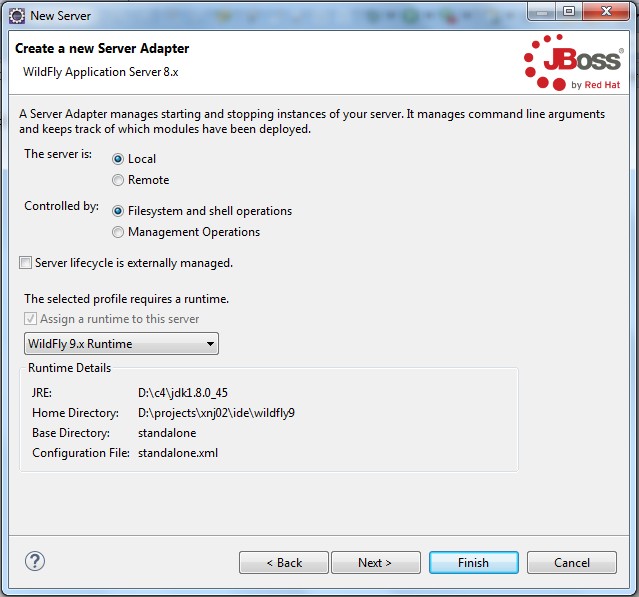 New Server
Create a new Server Adapter
WildFly Application Server 8.x
JBoss®
by Red Hat
A Server Adapter manages starting and stopping instances of your server. It manages command line arguments
and keeps track of which modules have been deployed.
The server is:
Local
Remote
Controlled by:
Filesystem and shell operations
Management Operations
Server lifecycle is externally managed.
The selected profile requires a runtime.
Assign a runtime to this server
WildFly 9.x Runtime
Runtime Details
JRE: D:\c4\jdk1.8.0_45
Home Directory: D:\projects\xnj02\ide\wildfly9
Base Directory: standalone
Configuration File: standalone.xml
?
< Back Next > Finish Cancel